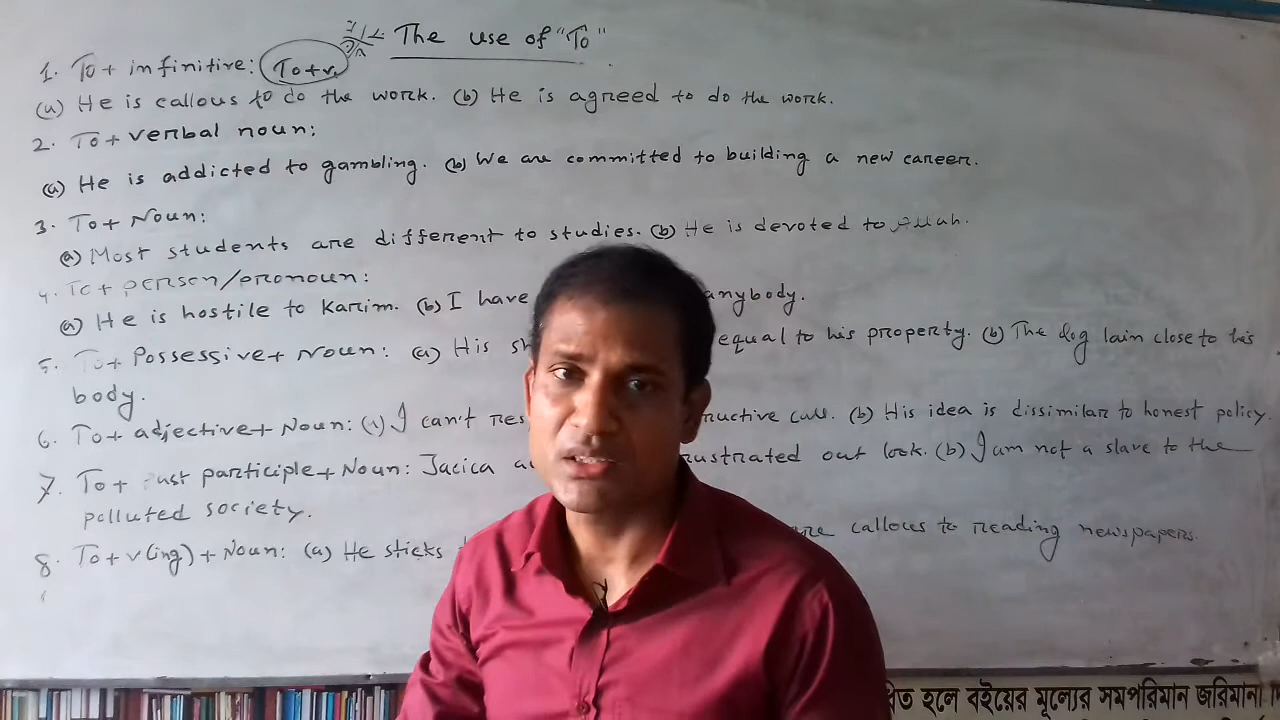 The use of "To"
1. To + infinitive: To+v1
(a) He is callous to do the work. (b) He is agreed to do the work.
2. To + verbal noun:
(a) He is addicted to gambling. (b) We are committed to building a new career.
3. To + Noun:
(a) Most students are different to studies. (b) He is devoted to Allah.
4. To + person/pronoun:
(a) He is hostile to Karim. (b) I have anybody.
5. To + Possessive + Noun: (a) His equal to his property. (b) The dog lain close to his
body.
6. To + adjective + Noun: (a) I can't ructive (b) His idea is dissimilar to honest policy.
7. To + Past participle + Noun: rustrated out look. (b) I am not a slave to the
polluted society.
8. To + v(ing) + Noun: (a) He sticks are callous to reading newspapers.
হলে বইয়ের মূল্যের সমপরিমান জরিমানা